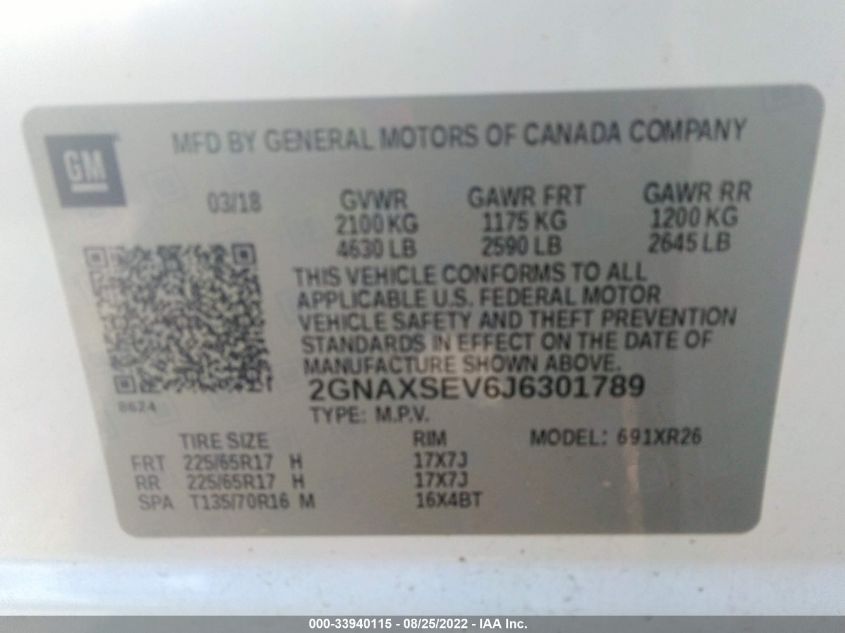 GM
MFD BY GENERAL MOTORS OF CANADA COMPANY
03/18 GVWR GAWR FRT GAWR RR
2100 KG 1175 KG 1200 KG
4630 LB 2590 LB 2645 LB
THIS VEHICLE CONFORMS TO ALL
APPLICABLE U.S. FEDERAL MOTOR
VEHICLE SAFETY AND THEFT PREVENTION
STANDARDS IN EFFECT ON THE DATE OF
MANUFACTURE SHOWN ABOVE.
2GNAXSEV6J6301789
8624 TYPE: M.P.V.
TIRE SIZE RIM MODEL: 691XR26
FRT 225/65R17 H 17X7J
RR 225/65R17 H 17X7J
SPA T135/70R16 M 16X4BT
000-33940115 - 08/25/2022 - Copyright © 2022 IAA, Inc.